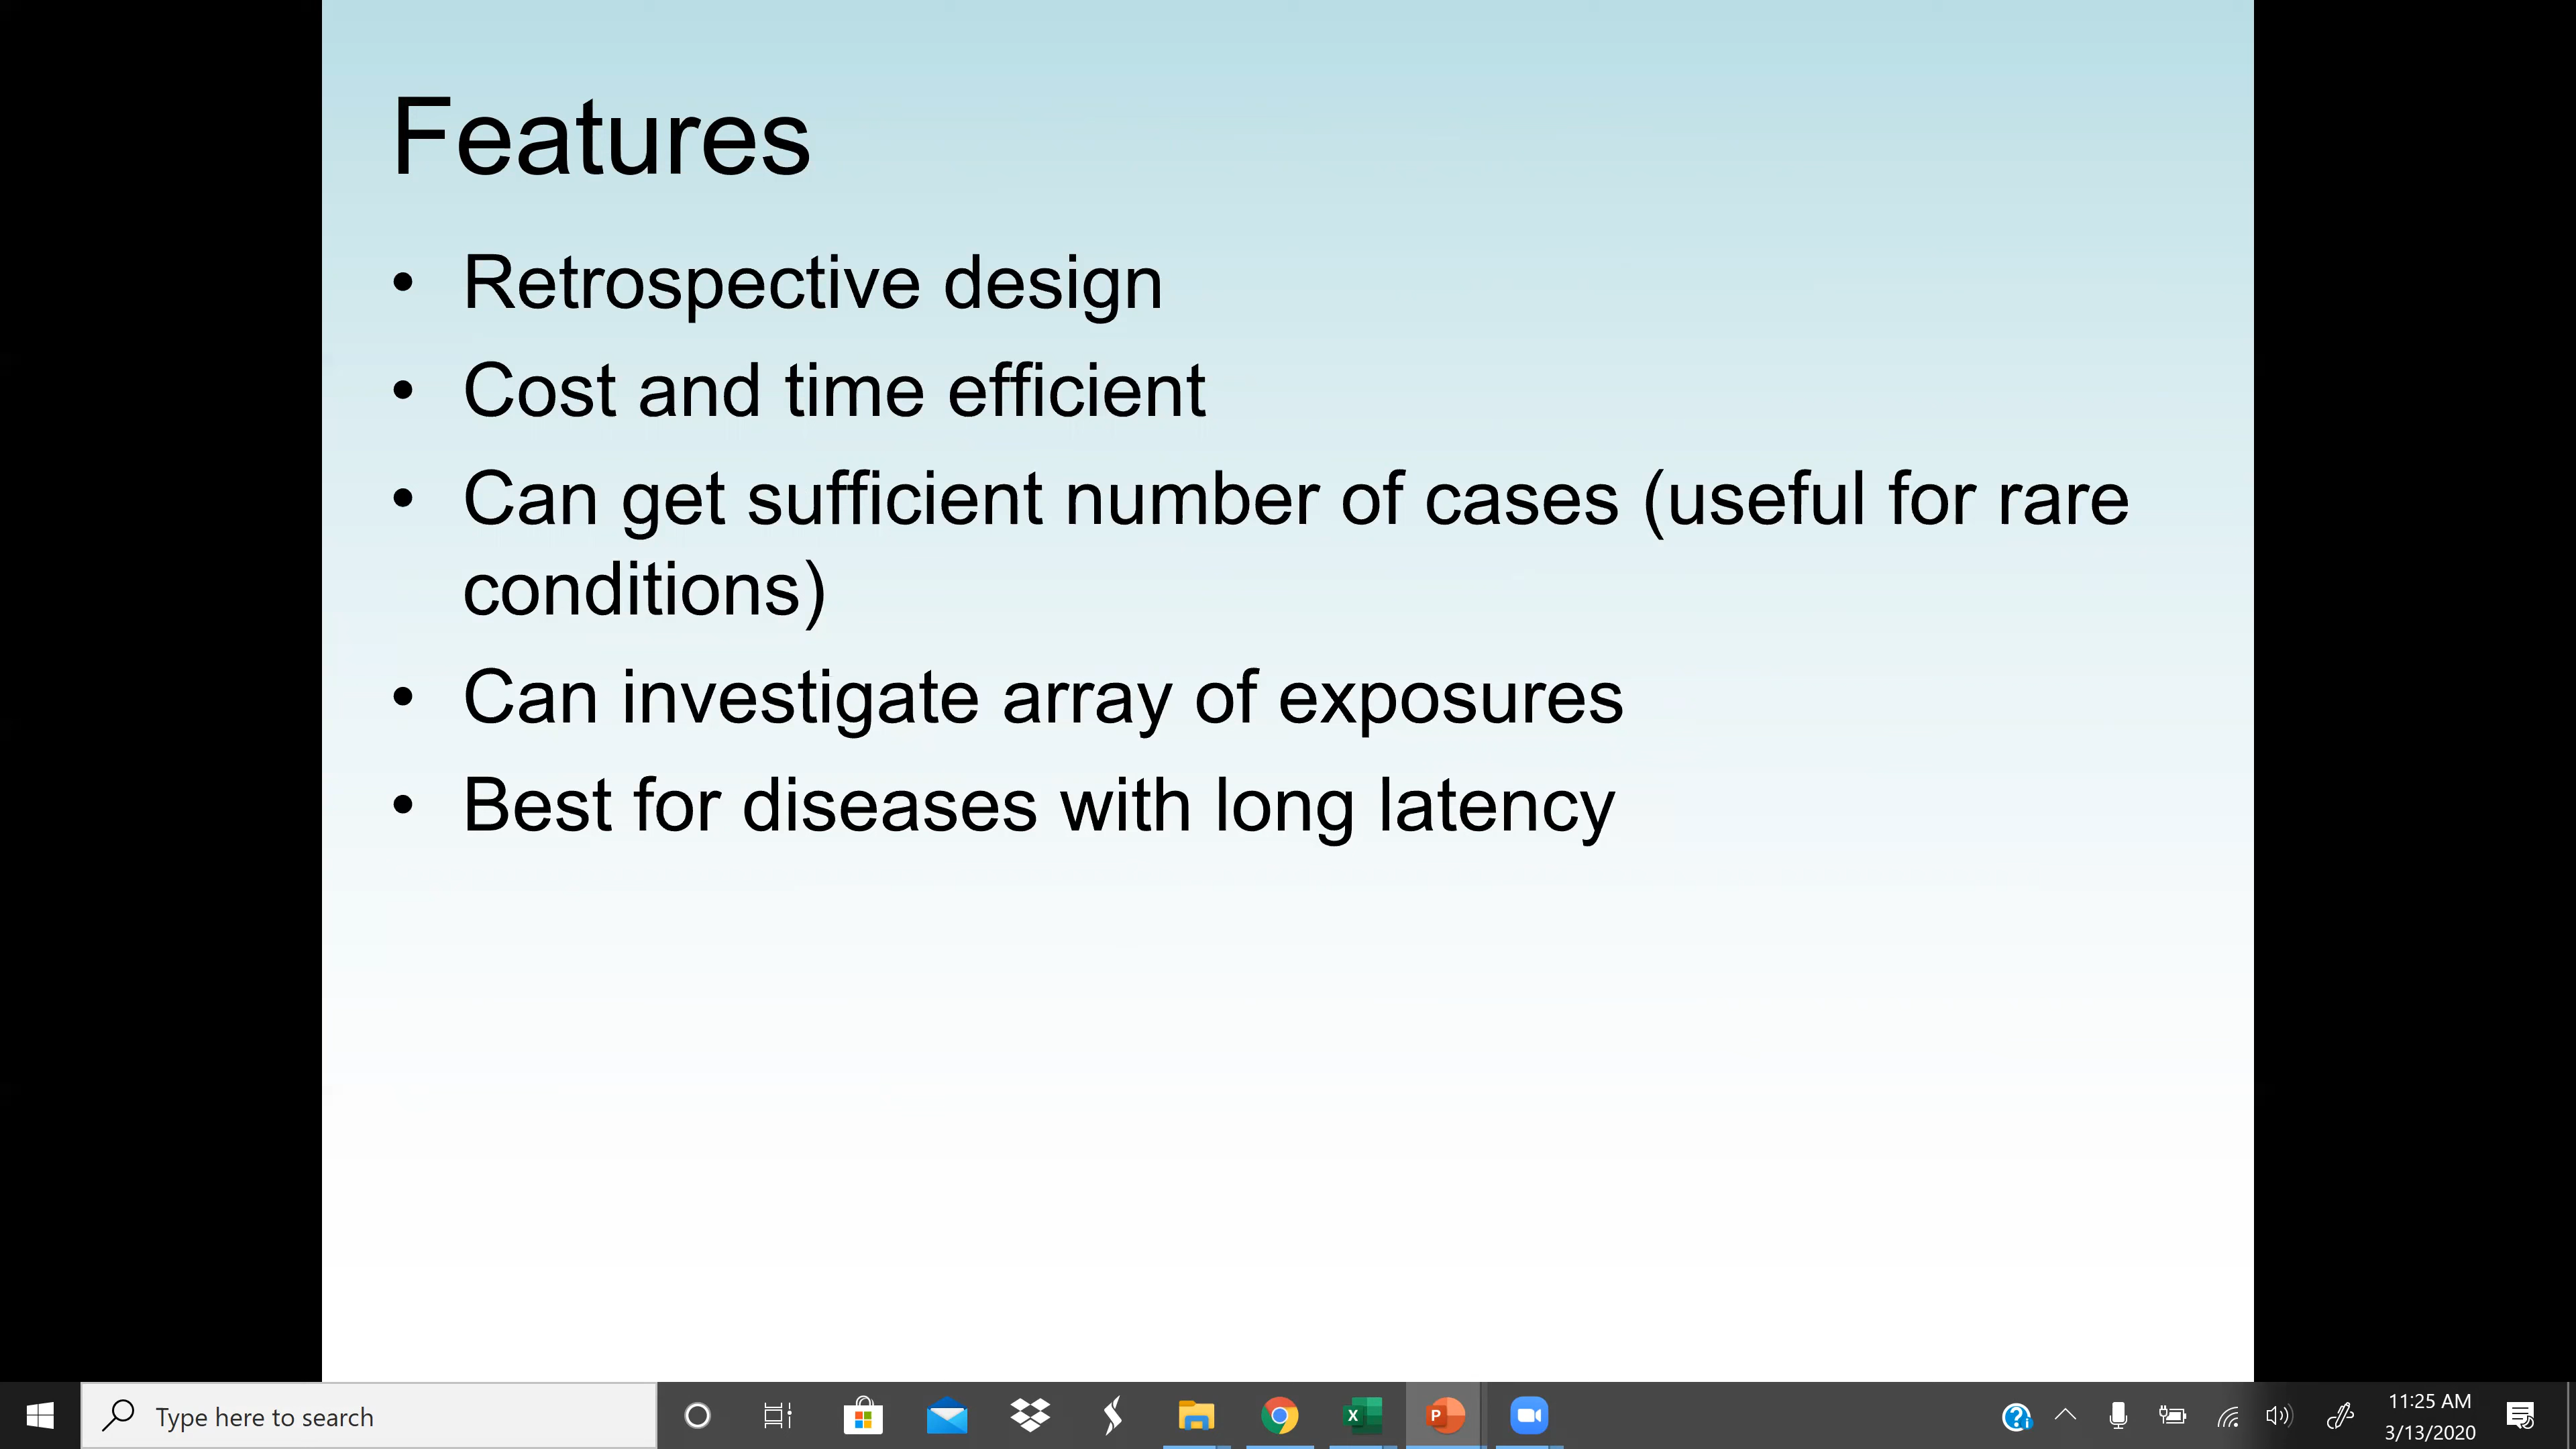 Features
• Retrospective design
• Cost and time efficient
• Can get sufficient number of cases (useful for rare
conditions)
• Can investigate array of exposures
• Best for diseases with long latency
Type here to search
11:25 AM
3/13/2020